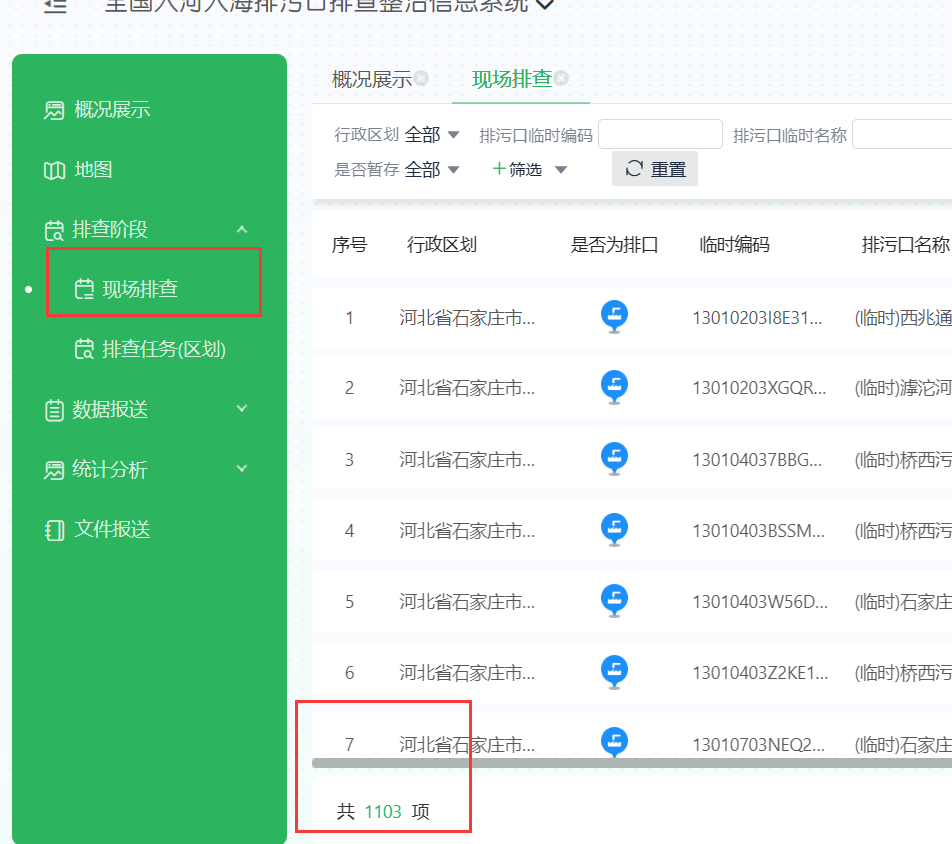 全国入河入海排污口排查整治信息系统
概况展示
地图
排查阶段
现场排查
排查任务(区划)
数据报送
统计分析
文件报送
概况展示 现场排查
行政区划 全部 排污口临时编码 排污口临时名称
是否暂存 全部 +筛选 重置
序号 行政区划 是否为排口 临时编码 排污口名称
1 河北省石家庄市... 13010203I8E31... (临时)西兆通
2 河北省石家庄市... 13010203XGQR... (临时)滹沱河
3 河北省石家庄市... 130104037BBG... (临时)桥西污
4 河北省石家庄市... 13010403BSSM... (临时)桥西污
5 河北省石家庄市... 13010403W56D... (临时)石家庄
6 河北省石家庄市... 13010403Z2KE1... (临时)桥西污
7 河北省石家庄市... 13010703NEQ2... (临时)石家庄
共 1103 项